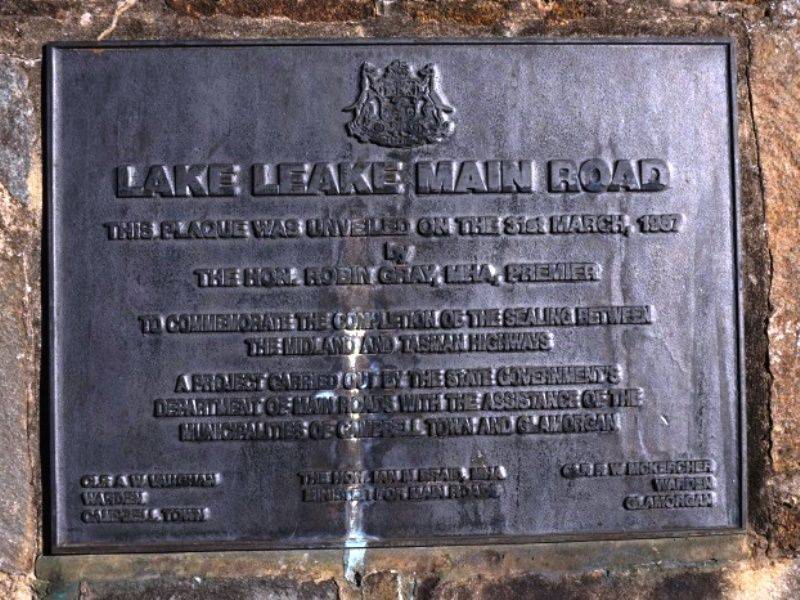 LAKE LEAKE MAIN ROAD
THIS PLAQUE WAS UNVEILED ON THE 31st MARCH, 1987
by
THE HON. ROBIN GRAY, MHA, PREMIER
TO COMMEMORATE THE COMPLETION OF THE SEALING BETWEEN
THE MIDLAND AND TASMAN HIGHWAYS
A PROJECT CARRIED OUT BY THE STATE GOVERNMENT'S
DEPARTMENT OF MAIN ROADS WITH THE ASSISTANCE OF THE
MUNICIPALITIES OF CAMPBELL TOWN AND GLAMORGAN
CLR A W VAUGHAN
WARDEN
CAMPBELL TOWN
THE HON. IAN M BRAID, MHA
MINISTER FOR MAIN ROADS
CLR F. W. MCKERCHER
WARDEN
GLAMORGAN